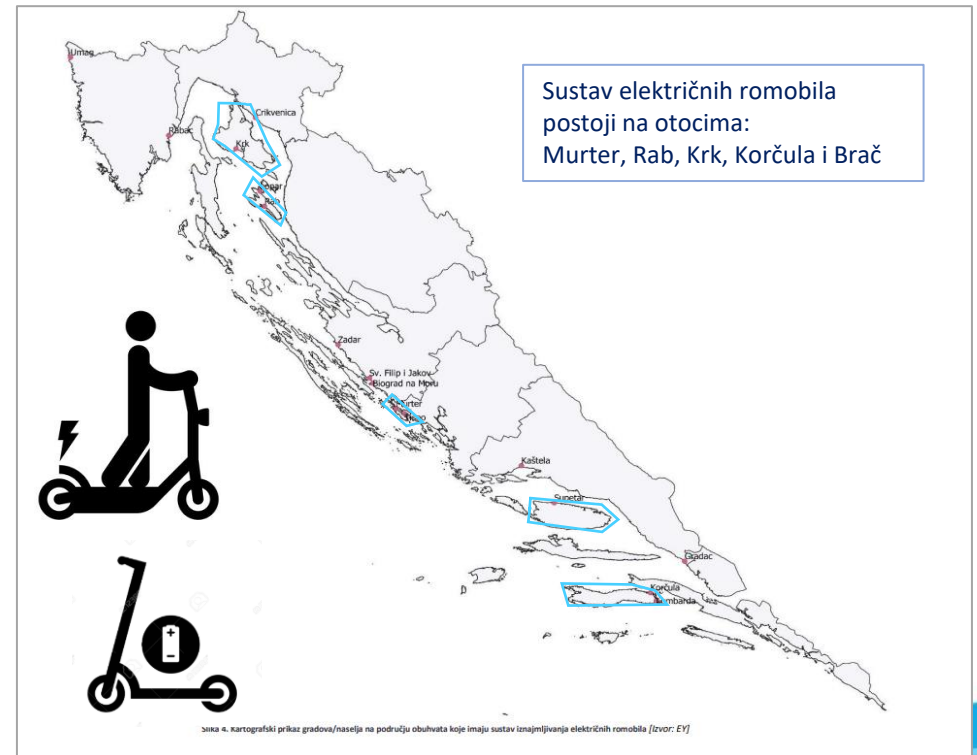 Umag
Sustav električnih romobila
postoji na otocima:
Murter, Rab, Krk, Korčula i Brač
Crikvenica
Rabac
Krk
Rab
Zadar
Sv. Filip i Jakov
Biograd na Moru
Kaštela
Supetar
Gradac
Korčula
Slika 4. Kartografski prikaz gradova/naselja na području obuhvata koje imaju sustav iznajmljivanja električnih romobila [Izvor: EY]